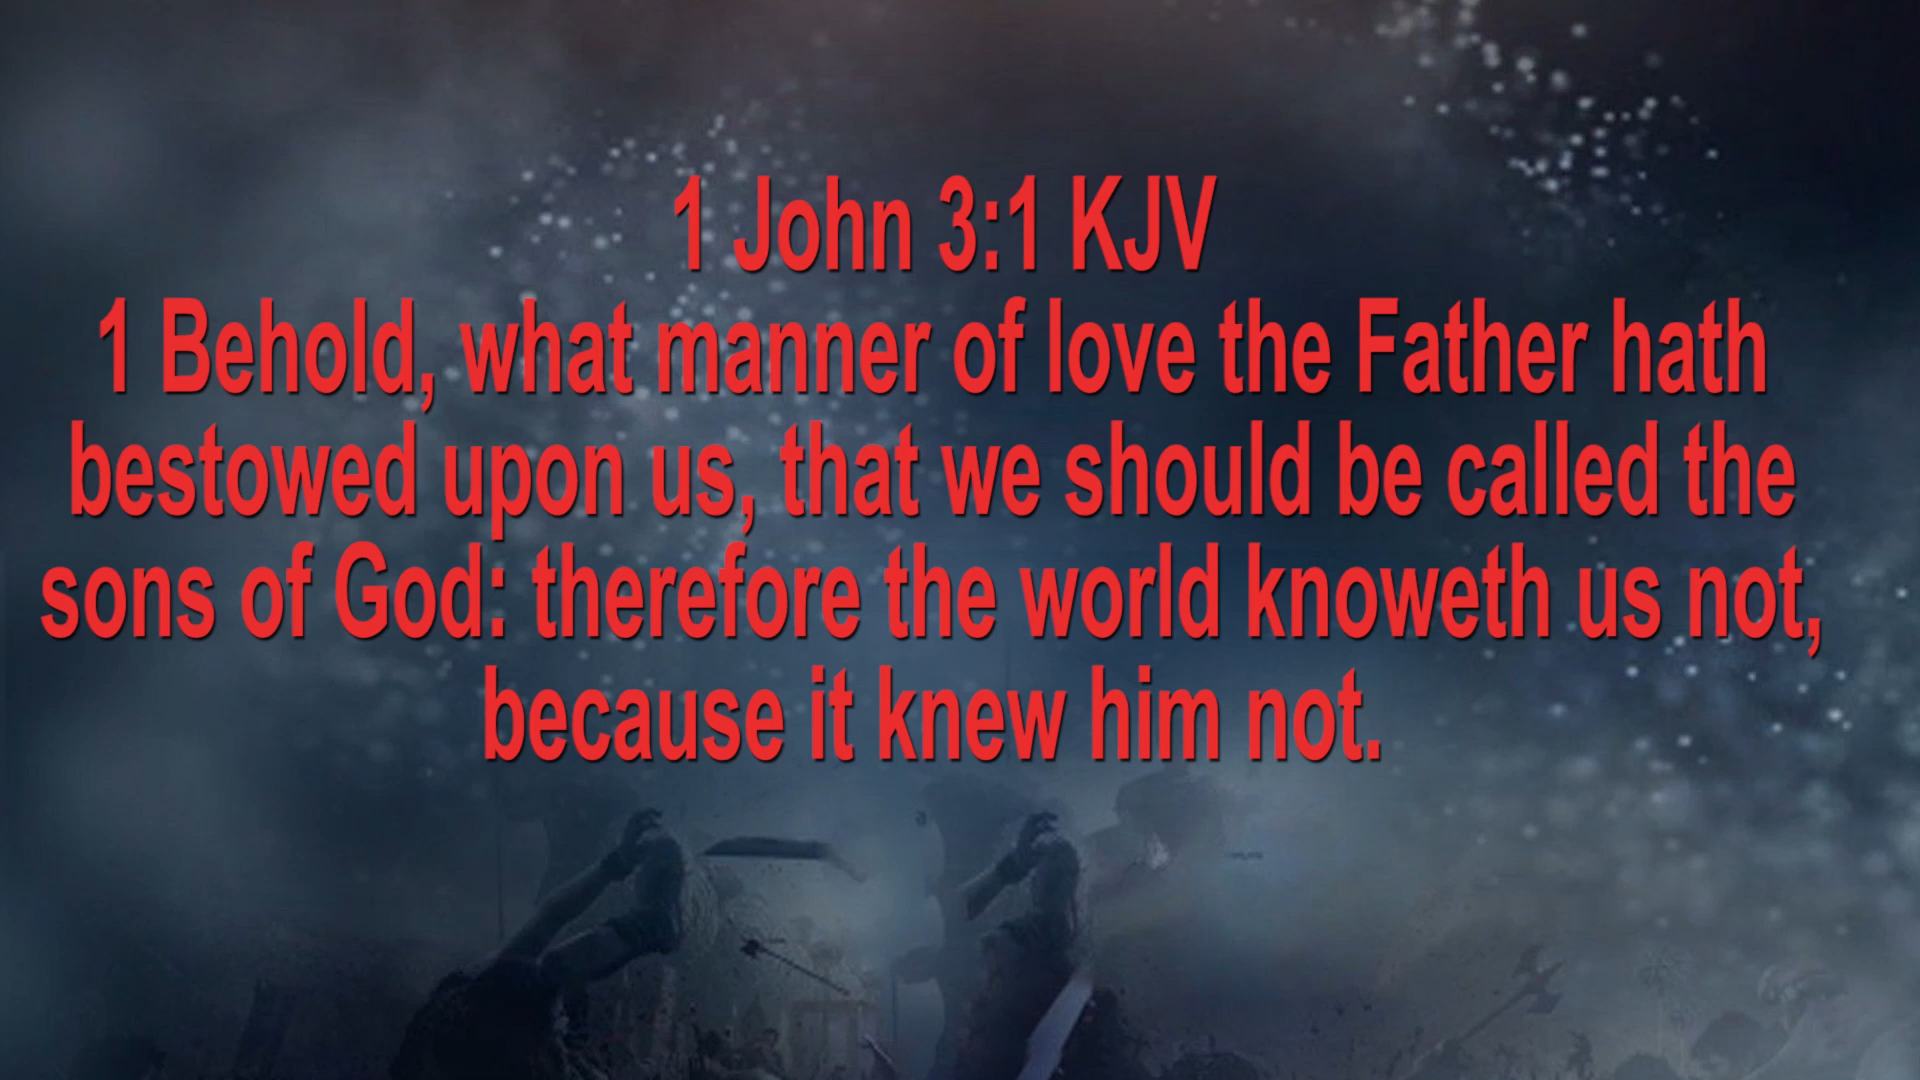 1 John 3:1 KJV
1 Behold, what manner of love the Father hath
bestowed upon us, that we should be called the
sons of God: therefore the world knoweth us not,
because it knew him not.